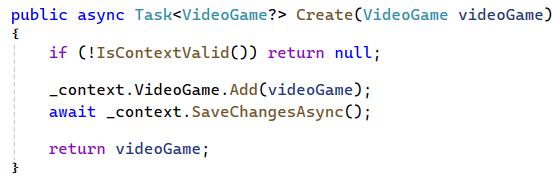 public async Task<VideoGame?> Create(VideoGame videoGame)
{
    if (!IsContextValid()) return null;

    _context.VideoGame.Add(videoGame);
    await _context.SaveChangesAsync();

    return videoGame;
}